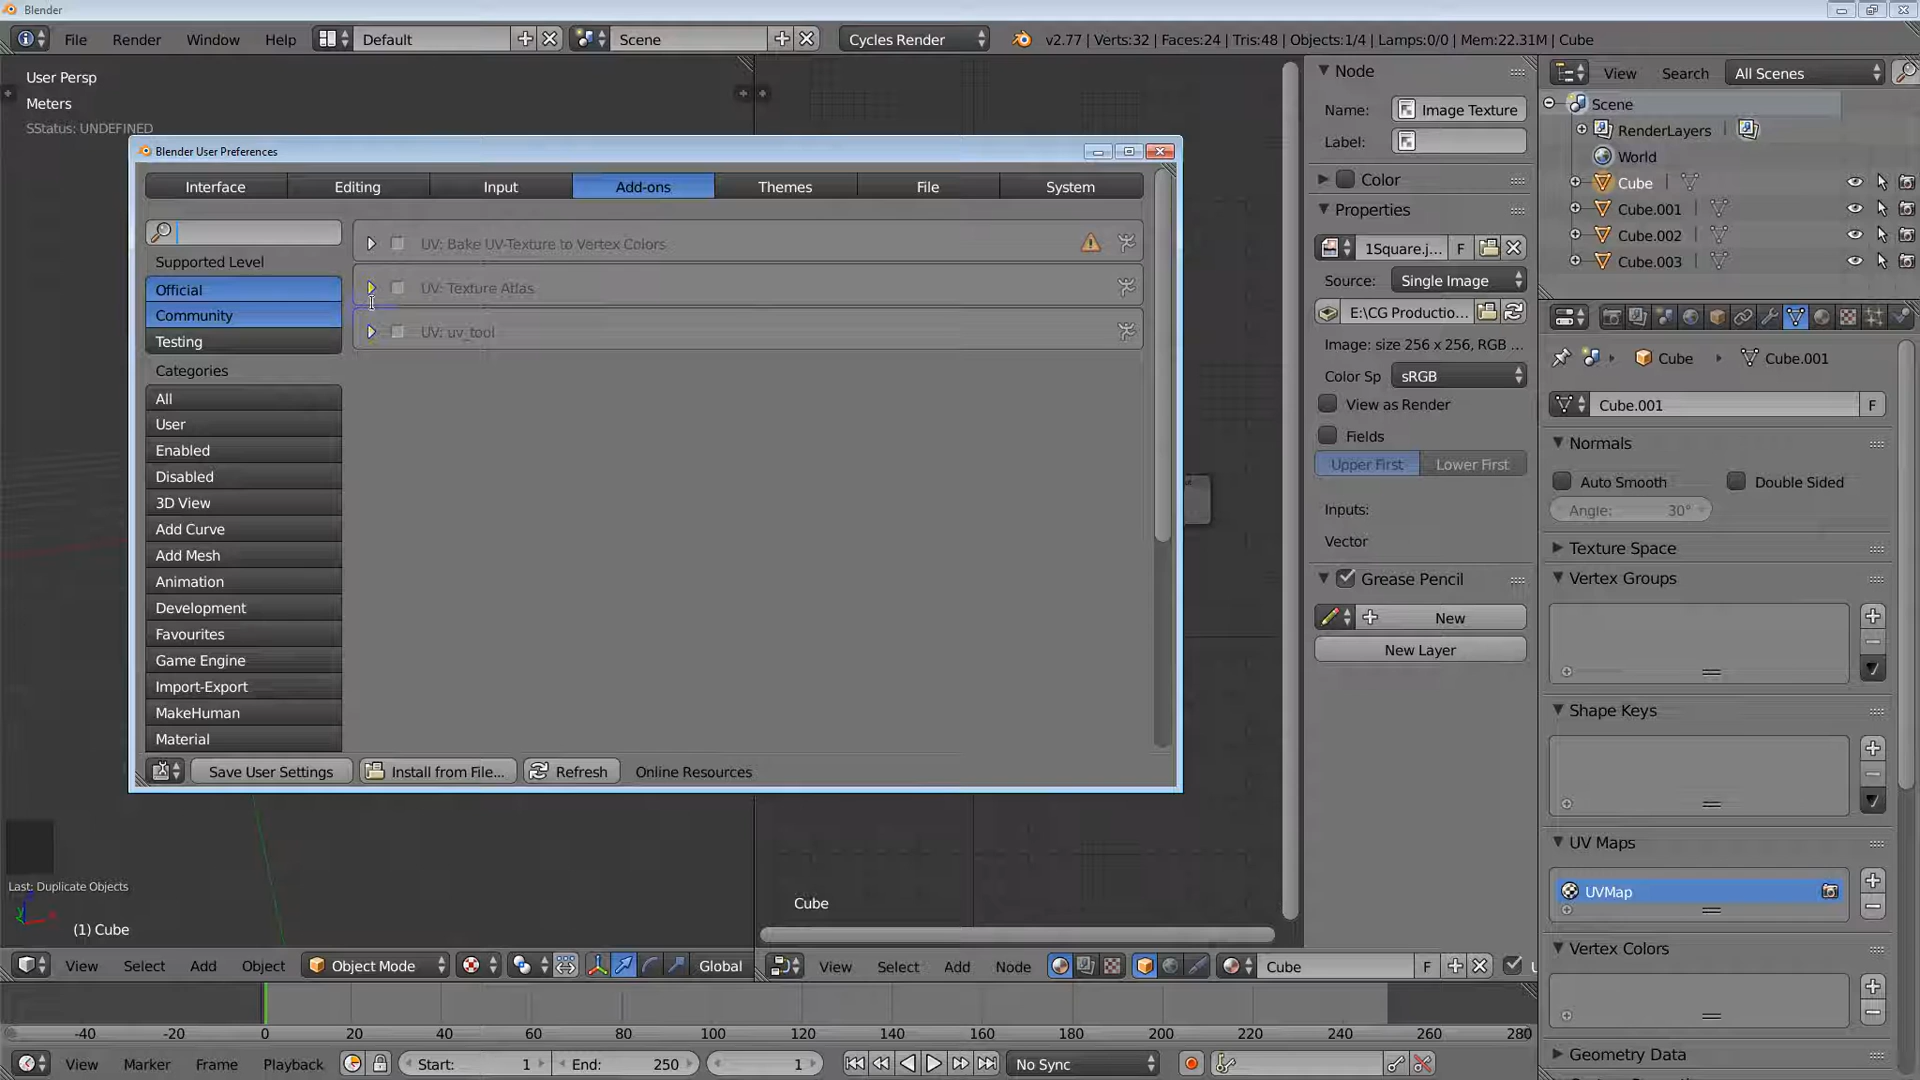 Blender
File Render Window Help Default Scene Cycles Render v2.77 | Verts:32 | Faces:24 | Tris:48 | Objects:1/4 | Lamps:0/0 | Mem:22.31M | Cube
User Persp
Meters
SStatus: UNDEFINED
Blender User Preferences
Interface Editing Input Add-ons Themes File System
Supported Level
Official
Community
Testing
Categories
All
User
Enabled
Disabled
3D View
Add Curve
Add Mesh
Animation
Development
Favourites
Game Engine
Import-Export
MakeHuman
Material
UV: Bake UV-Texture to Vertex Colors
UV: Texture Atlas
UV: uv_tool
Save User Settings Install from File... Refresh Online Resources
Last: Duplicate Objects
(1) Cube
Cube
Node
Name: Image Texture
Label:
Color
Properties
1Square.j... F
Source: Single Image
E:\CG Productio...
Image: size 256 x 256, RGB ...
Color Sp sRGB
View as Render
Fields
Upper First Lower First
Inputs:
Vector
Grease Pencil
New
New Layer
View Search All Scenes
Scene
RenderLayers
World
Cube
Cube.001
Cube.002
Cube.003
Cube Cube.001
Cube.001 F
Normals
Auto Smooth Double Sided
Angle: 30°
Texture Space
Vertex Groups
Shape Keys
UV Maps
UVMap
Vertex Colors
Geometry Data
View Select Add Object Object Mode Global
View Select Add Node Cube F
-40 -20 0 20 40 60 80 100 120 140 160 180 200 220 240 260 280
View Marker Frame Playback Start: 1 End: 250 1 No Sync